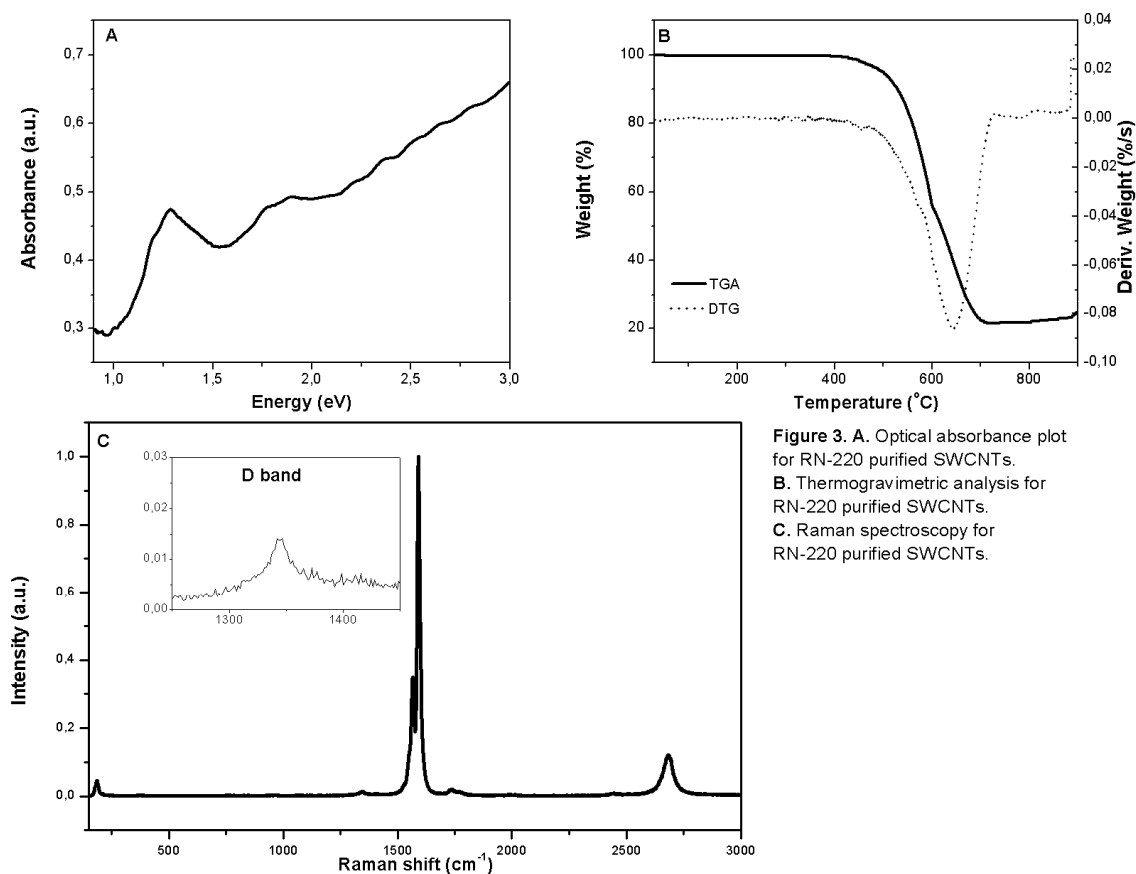 A
0,7
0,6
0,5
0,4
0,3
Absorbance (a.u.)
1,0 1,5 2,0 2,5 3,0
Energy (eV)
B
100
80
60
40
20
Weight (%)
TGA
DTG
0,04
0,02
0,00
-0,02
-0,04
-0,06
-0,08
-0,10
Deriv. Weight (%/s)
200 400 600 800
Temperature (°C)
C
1.0
0,8
0,6
0,4
0,2
0,0
Intensity (a.u.)
D band
0,03
0,02
0,01
0,00
1300 1400
500 1000 1500 2000 2500 3000
Raman shift (cm⁻¹)
Figure 3. A. Optical absorbance plot
for RN-220 purified SWCNTs.
B. Thermogravimetric analysis for
RN-220 purified SWCNTs.
C. Raman spectroscopy for
RN-220 purified SWCNTs.